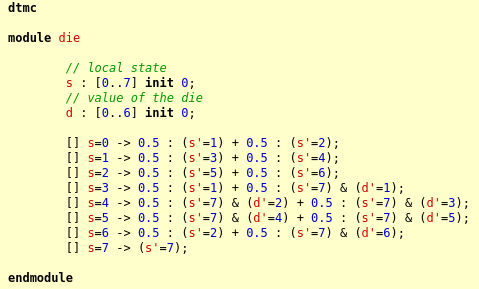 dtmc
module die
// local state
s : [0..7] init 0;
// value of the die
d : [0..6] init 0;
[] s=0 -> 0.5 : (s'=1) + 0.5 : (s'=2);
[] s=1 -> 0.5 : (s'=3) + 0.5 : (s'=4);
[] s=2 -> 0.5 : (s'=5) + 0.5 : (s'=6);
[] s=3 -> 0.5 : (s'=1) + 0.5 : (s'=7) & (d'=1);
[] s=4 -> 0.5 : (s'=7) & (d'=2) + 0.5 : (s'=7) & (d'=3);
[] s=5 -> 0.5 : (s'=7) & (d'=4) + 0.5 : (s'=7) & (d'=5);
[] s=6 -> 0.5 : (s'=2) + 0.5 : (s'=7) & (d'=6);
[] s=7 -> (s'=7);
endmodule